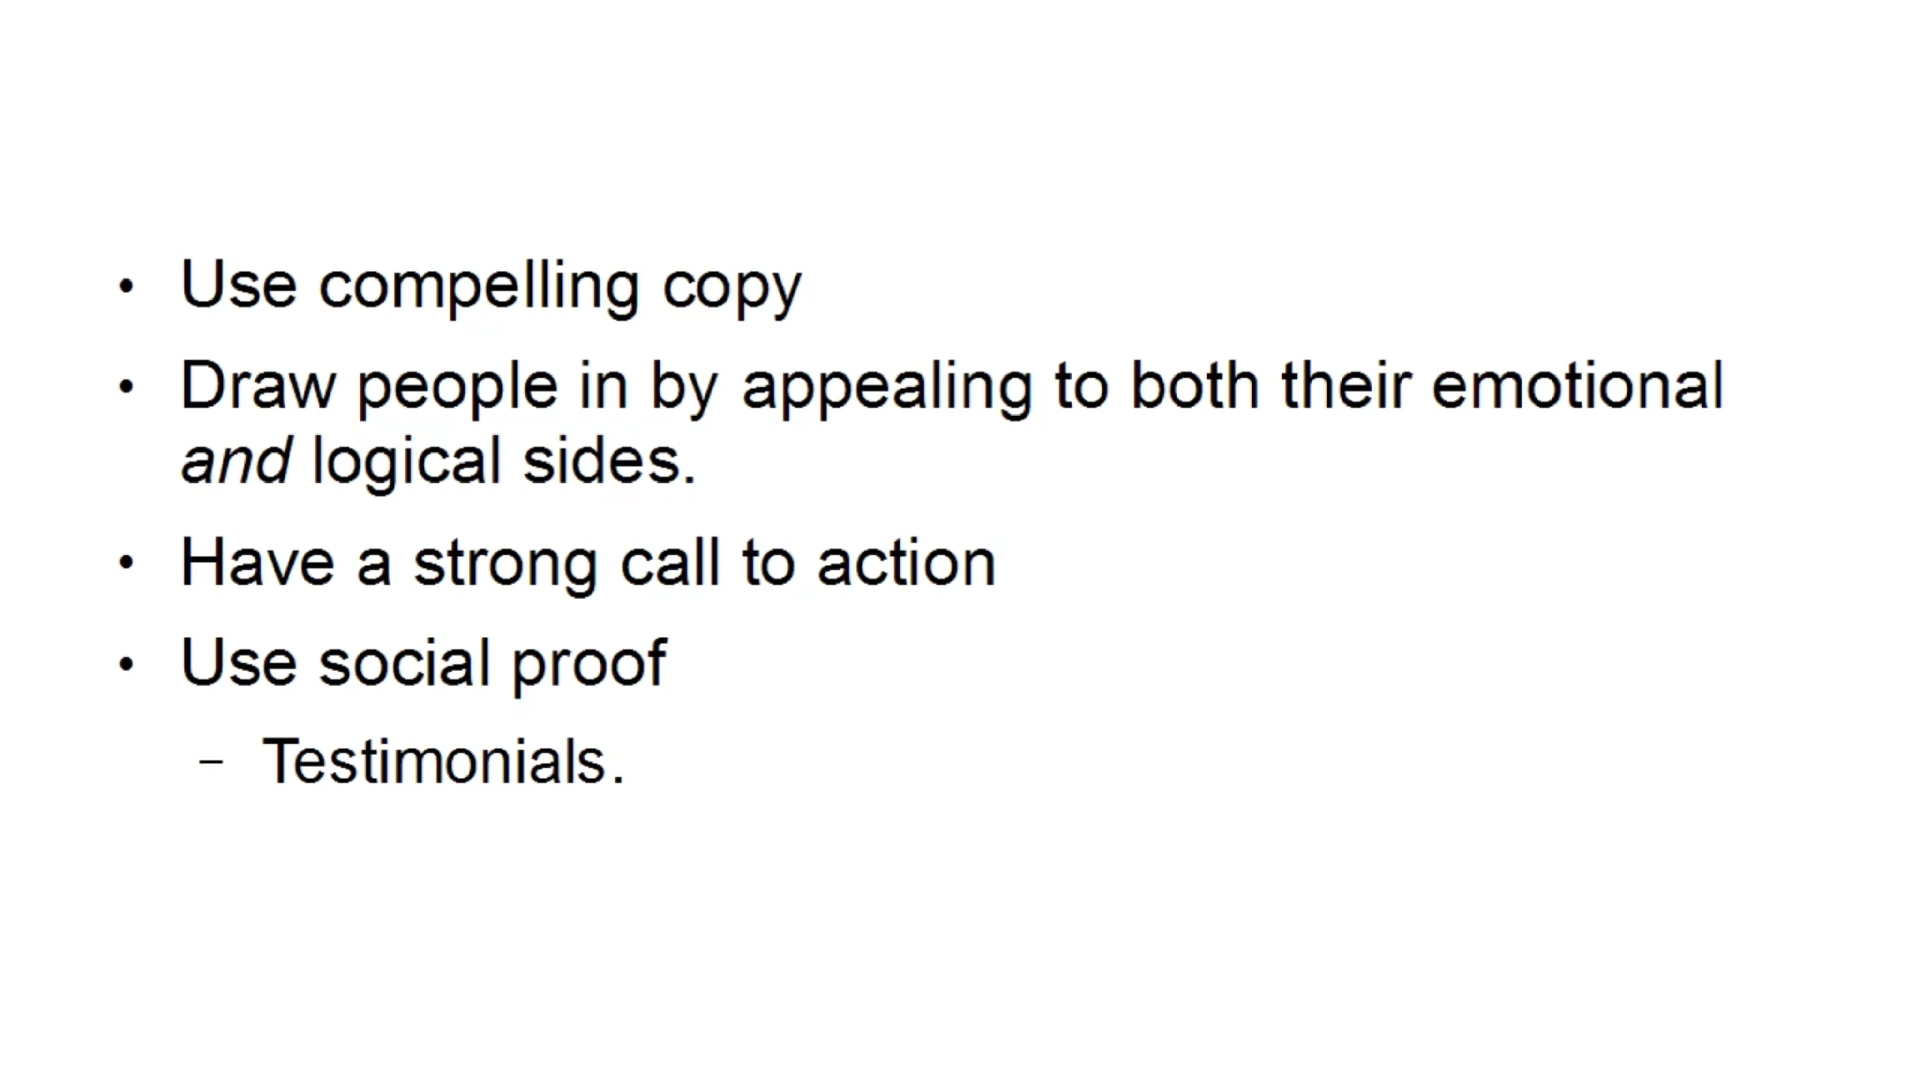 • Use compelling copy
• Draw people in by appealing to both their emotional
and logical sides.
• Have a strong call to action
• Use social proof
– Testimonials.